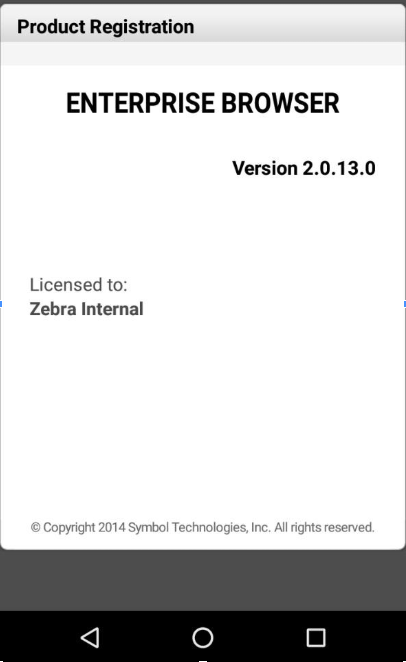 Product Registration
ENTERPRISE BROWSER
Version 2.0.13.0
Licensed to:
Zebra Internal
© Copyright 2014 Symbol Technologies, Inc. All rights reserved.